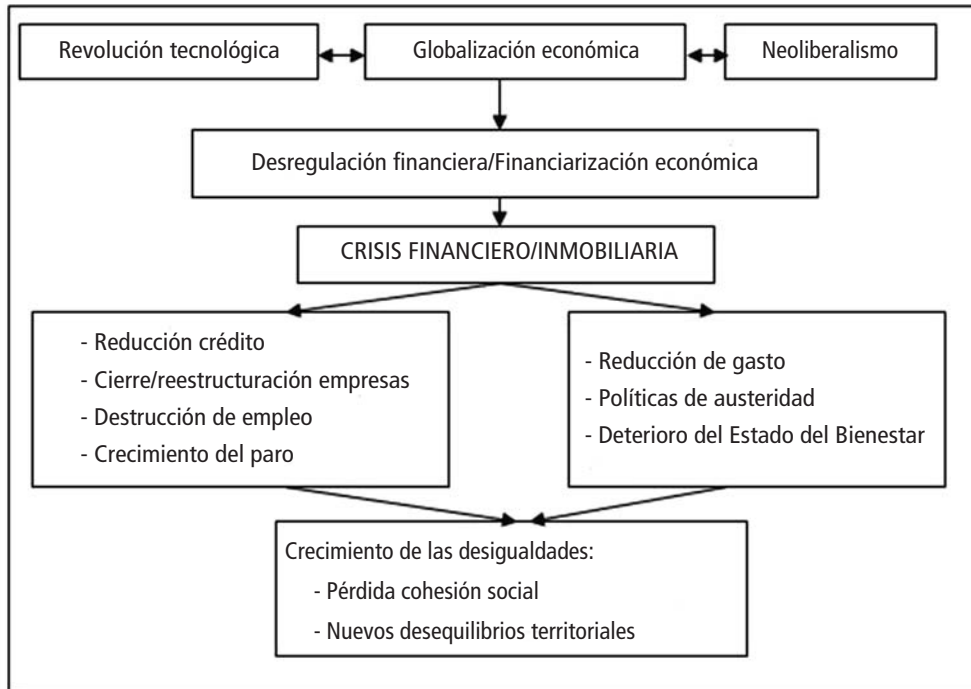 Revolución tecnológica
Globalización económica
Neoliberalismo
Desregulación financiera/Financiarización económica
CRISIS FINANCIERO/INMOBILIARIA
- Reducción crédito
- Cierre/reestructuración empresas
- Destrucción de empleo
- Crecimiento del paro
- Reducción de gasto
- Políticas de austeridad
- Deterioro del Estado del Bienestar
Crecimiento de las desigualdades:
- Pérdida cohesión social
- Nuevos desequilibrios territoriales